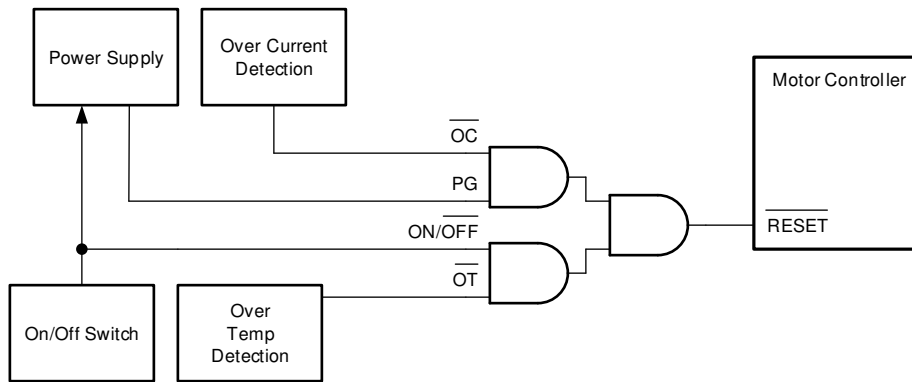 Power Supply
Over Current
Detection
Motor Controller
OC
PG
ON/OFF
OT
RESET
On/Off Switch
Over
Temp
Detection